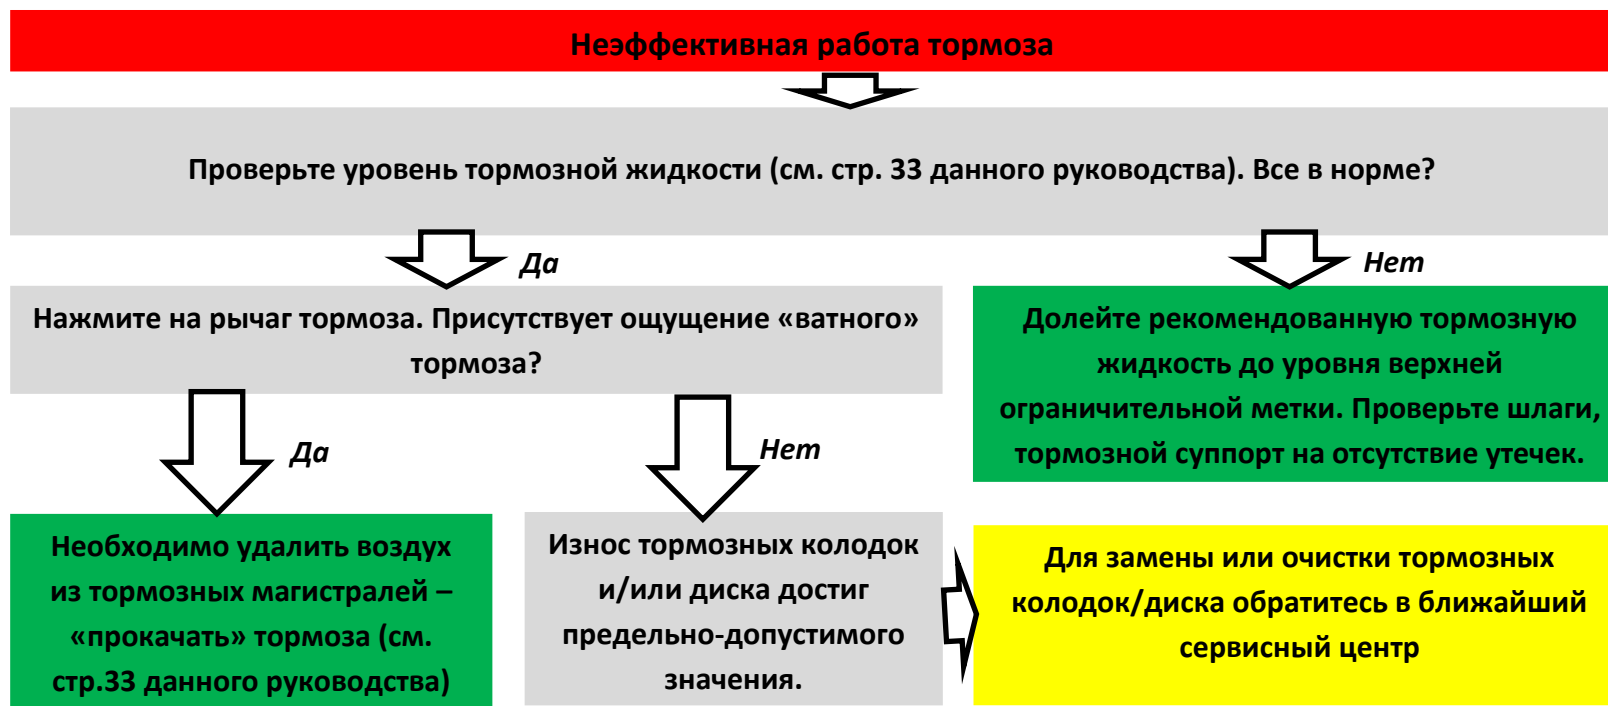 Неэффективная работа тормоза
Проверьте уровень тормозной жидкости (см. стр. 33 данного руководства). Все в норме?
Да
Нет
Нажмите на рычаг тормоза. Присутствует ощущение «ватного»
тормоза?
Долейте рекомендованную тормозную
жидкость до уровня верхней
ограничительной метки. Проверьте шлаги,
тормозной суппорт на отсутствие утечек.
Да
Нет
Необходимо удалить воздух
из тормозных магистралей –
«прокачать» тормоза (см.
стр.33 данного руководства)
Износ тормозных колодок
и/или диска достиг
предельно-допустимого
значения.
Для замены или очистки тормозных
колодок/диска обратитесь в ближайший
сервисный центр